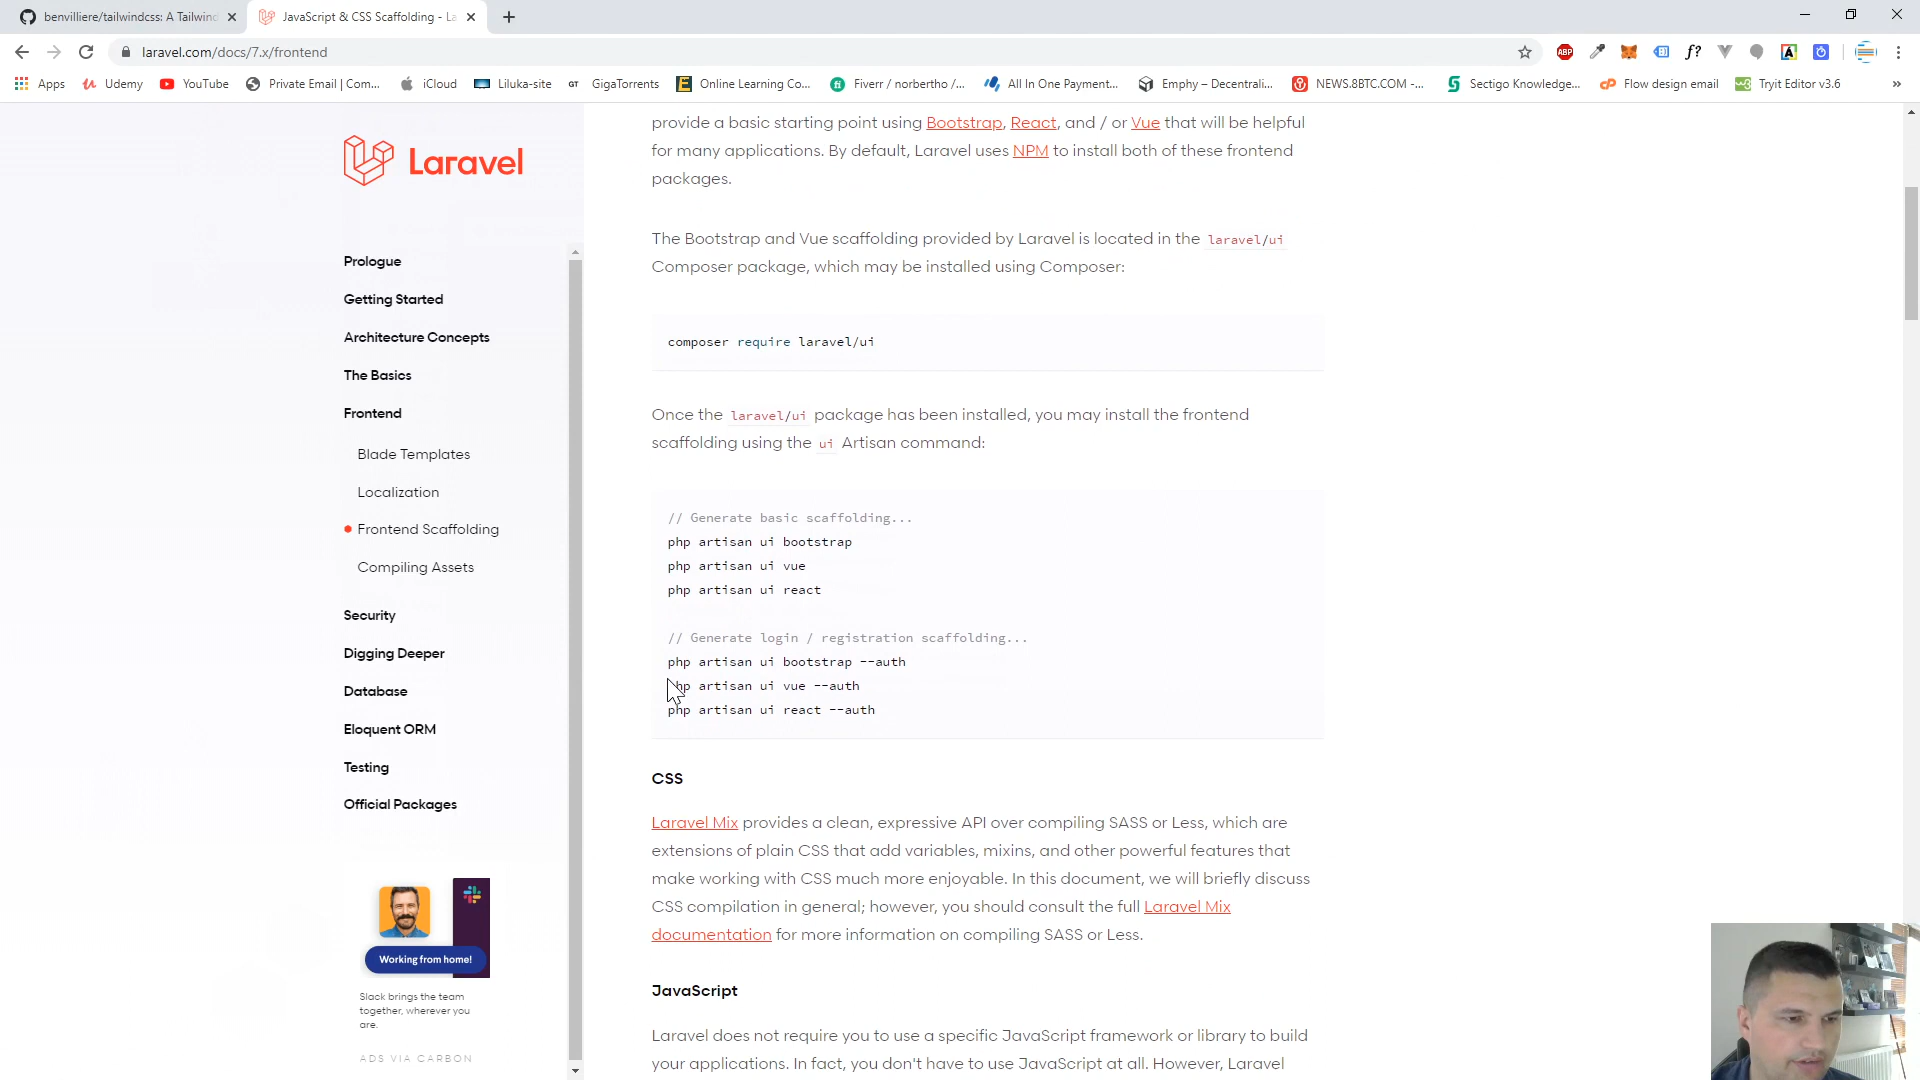 benvilliere/tailwindcss: A Tailwind
JavaScript & CSS Scaffolding - La
laravel.com/docs/7.x/frontend
Apps
Udemy
YouTube
Private Email | Com...
iCloud
Liluka-site
GigaTorrents
Online Learning Co...
Fiverr / norbertho /...
All In One Payment...
Emphy – Decentrali...
NEWS.8BTC.COM -...
Sectigo Knowledge...
Flow design email
Tryit Editor v3.6
»
Laravel
Prologue
Getting Started
Architecture Concepts
The Basics
Frontend
Blade Templates
Localization
Frontend Scaffolding
Compiling Assets
Security
Digging Deeper
Database
Eloquent ORM
Testing
Official Packages
Working from home!
Slack brings the team
together, wherever you
are.
ADS VIA CARBON
provide a basic starting point using Bootstrap, React, and / or Vue that will be helpful
for many applications. By default, Laravel uses NPM to install both of these frontend
packages.
The Bootstrap and Vue scaffolding provided by Laravel is located in the laravel/ui
Composer package, which may be installed using Composer:
composer require laravel/ui
Once the laravel/ui package has been installed, you may install the frontend
scaffolding using the ui Artisan command:
// Generate basic scaffolding...
php artisan ui bootstrap
php artisan ui vue
php artisan ui react
// Generate login / registration scaffolding...
php artisan ui bootstrap --auth
php artisan ui vue --auth
php artisan ui react --auth
CSS
Laravel Mix provides a clean, expressive API over compiling SASS or Less, which are
extensions of plain CSS that add variables, mixins, and other powerful features that
make working with CSS much more enjoyable. In this document, we will briefly discuss
CSS compilation in general; however, you should consult the full Laravel Mix
documentation for more information on compiling SASS or Less.
JavaScript
Laravel does not require you to use a specific JavaScript framework or library to build
your applications. In fact, you don't have to use JavaScript at all. However, Laravel